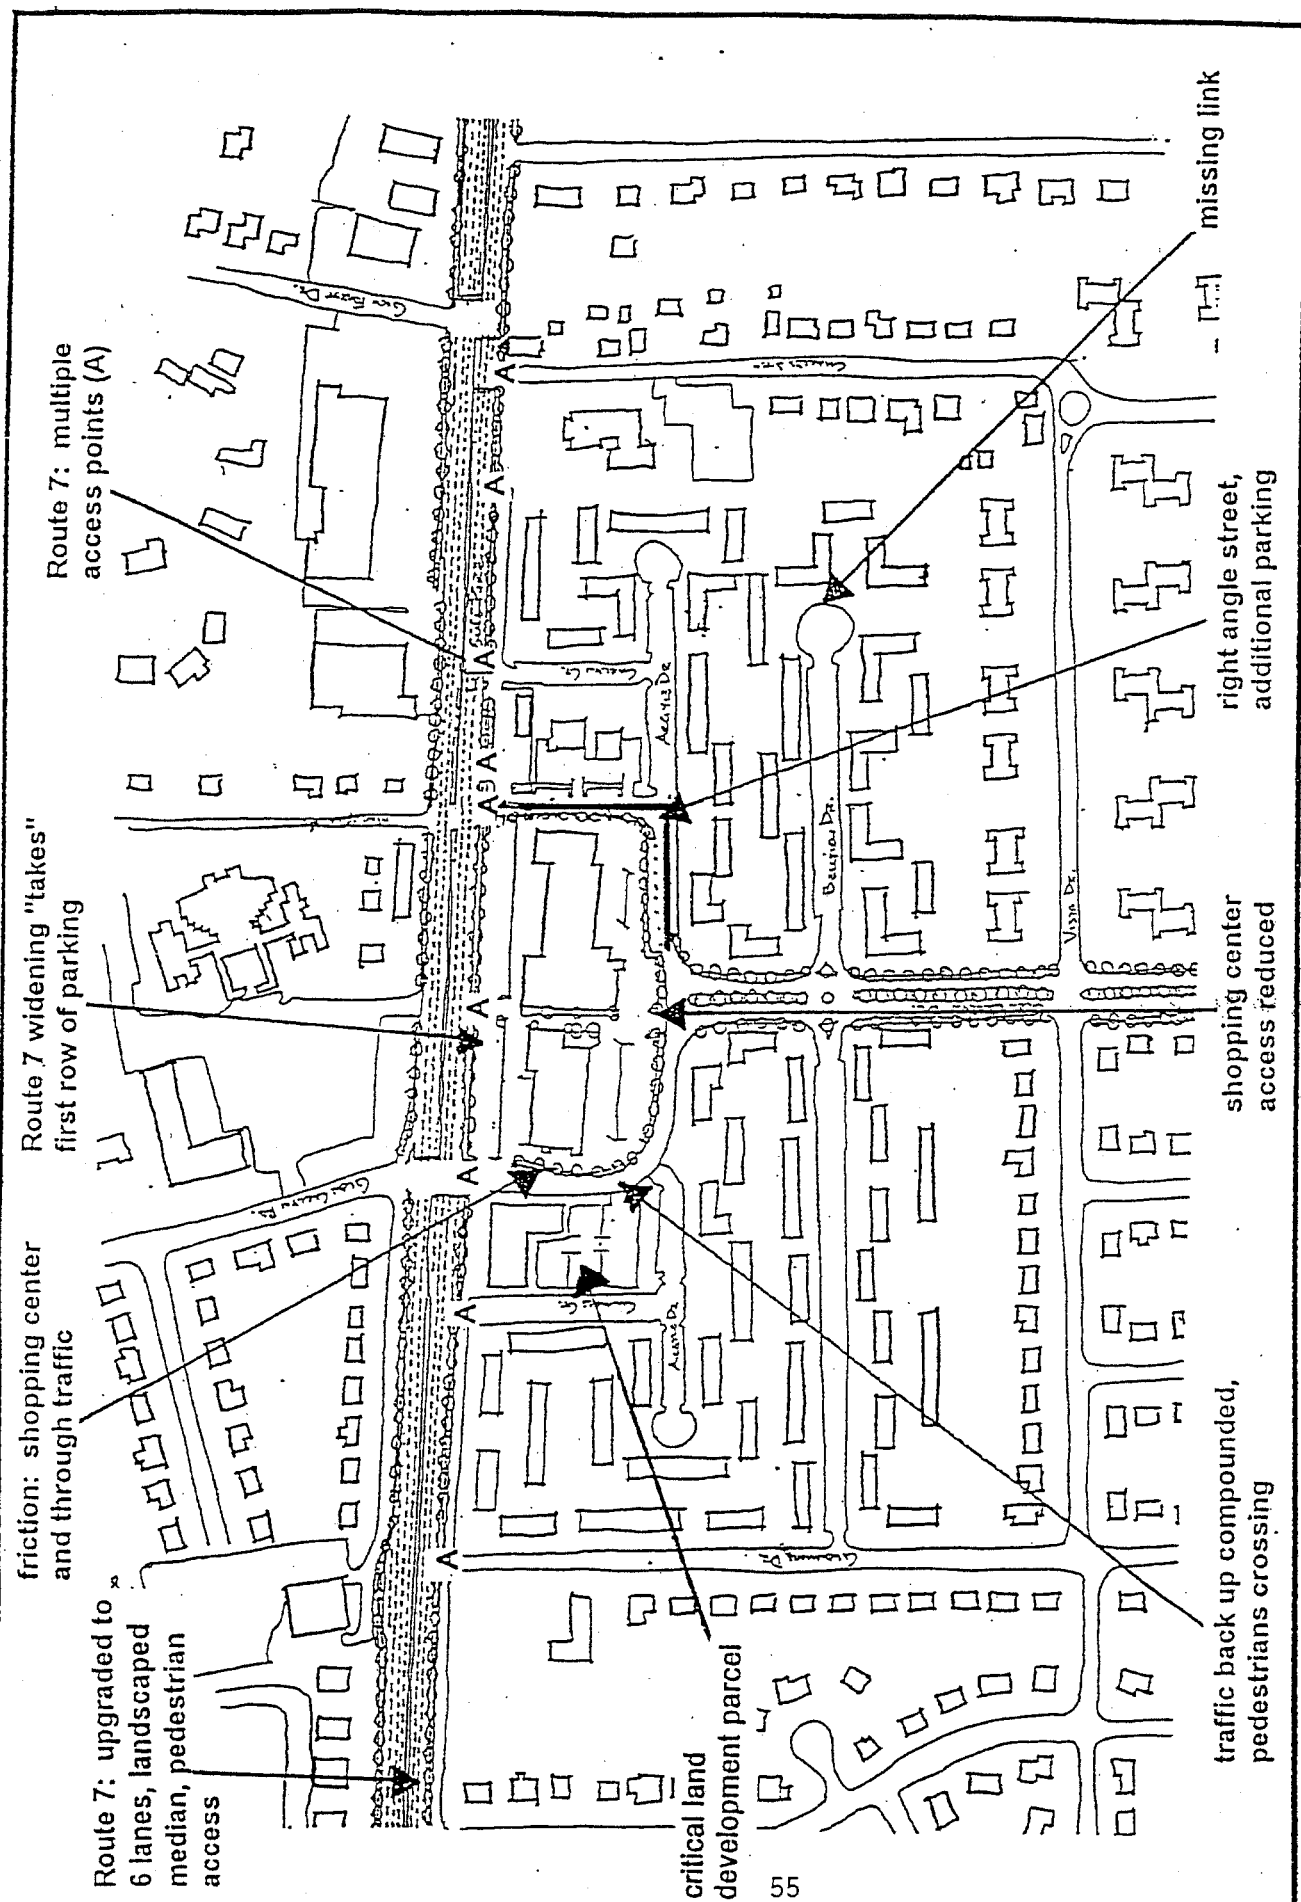 Route 7: upgraded to
6 lanes, landscaped
median, pedestrian
access
friction: shopping center
and through traffic
Route 7 widening "takes"
first row of parking
Route 7: multiple
access points (A)
A
A
A
A
A
A
A
A
A
Vista Dr.
critical land
development parcel
traffic back up compounded,
pedestrians crossing
shopping center
access reduced
right angle street,
additional parking
missing link
55